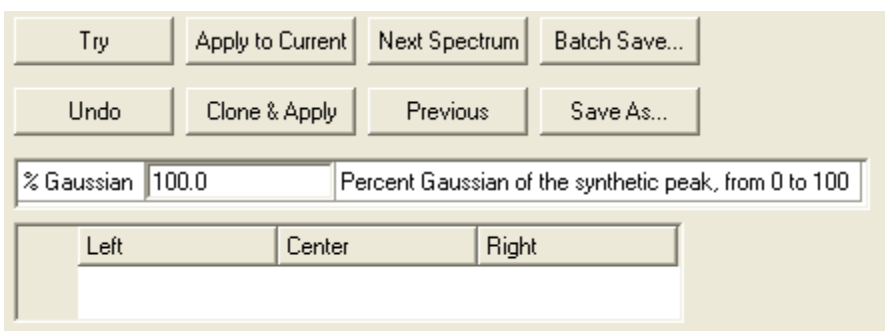 Try Apply to Current Next Spectrum Batch Save...
Undo Clone & Apply Previous Save As...
% Gaussian 100.0 Percent Gaussian of the synthetic peak, from 0 to 100
Left Center Right